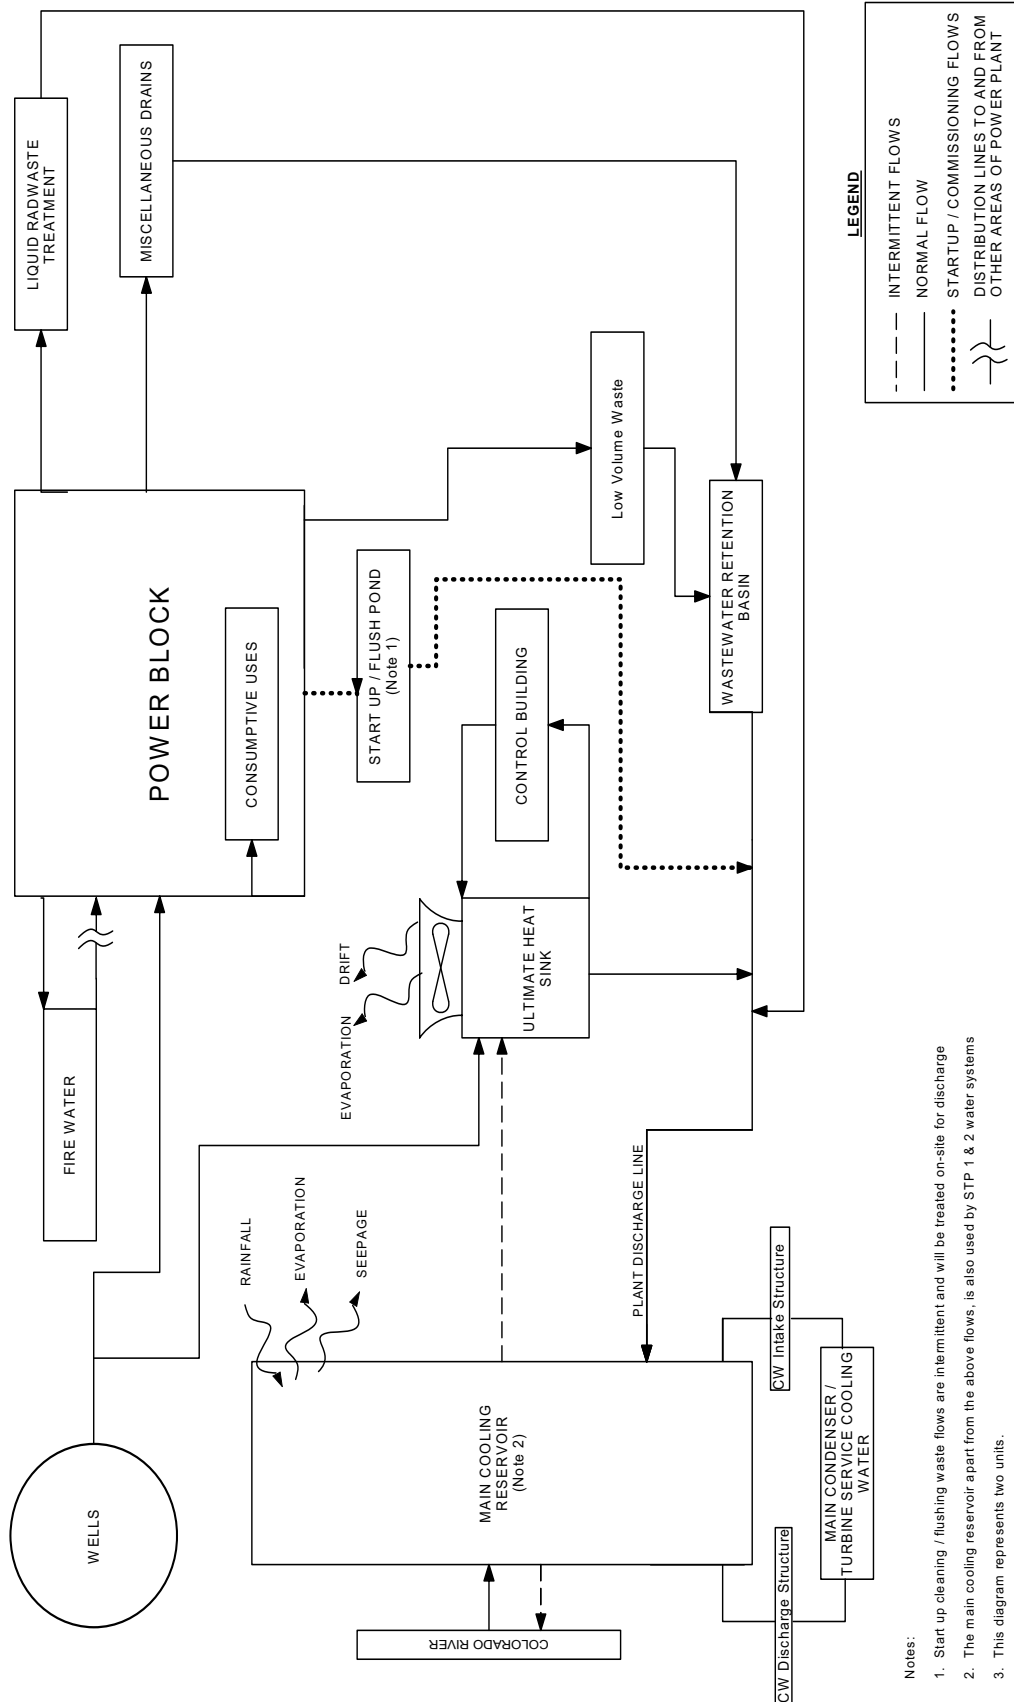 WELLS
FIRE WATER
POWER BLOCK
CONSUMPTIVE USES
LIQUID RADWASTE
TREATMENT
MISCELLANEOUS DRAINS
START UP / FLUSH POND
(Note 1)
RAINFALL
EVAPORATION
SEEPAGE
EVAPORATION
DRIFT
COLORADO RIVER
MAIN COOLING
RESERVOIR
(Note 2)
ULTIMATE HEAT
SINK
CONTROL BUILDING
Low Volume Waste
PLANT DISCHARGE LINE
WASTEWATER RETENTION
BASIN
CW Discharge Structure
CW Intake Structure
MAIN CONDENSER /
TURBINE SERVICE COOLING
WATER
LEGEND
INTERMITTENT FLOWS
NORMAL FLOW
STARTUP / COMMISSIONING FLOWS
DISTRIBUTION LINES TO AND FROM
OTHER AREAS OF POWER PLANT
Notes:
1. Start up cleaning / flushing waste flows are intermittent and will be treated on-site for discharge
2. The main cooling reservoir apart from the above flows, is also used by STP 1 & 2 water systems
3. This diagram represents two units.